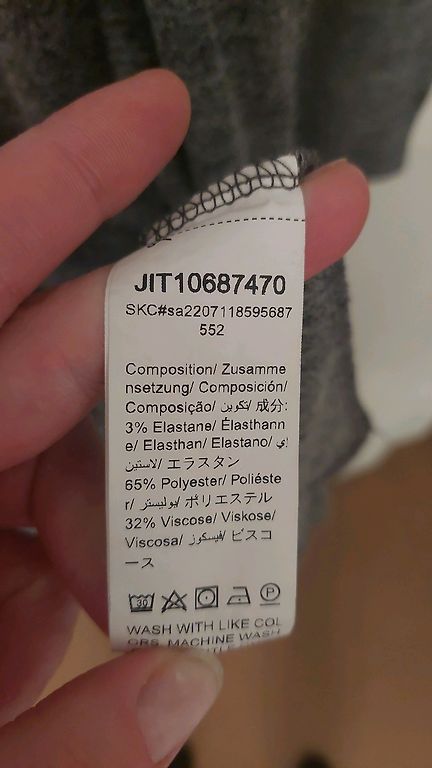 JIT10687470
SKC#sa2207118595687
552
Composition/ Zusamme
nsetzung/ Composición/
Composição/ تكوين/ 成分:
3% Elastane/ Élasthann
e/ Elasthan/ Elastano/ إي
لاستين/ エラスタン
65% Polyester/ Poliéste
r/ بوليستر/ ポリエステル
32% Viscose/ Viskose/
Viscosa/ فيسكوز/ ビスコ
ース
30
P
WASH WITH LIKE COL
ORS, MACHINE WASH